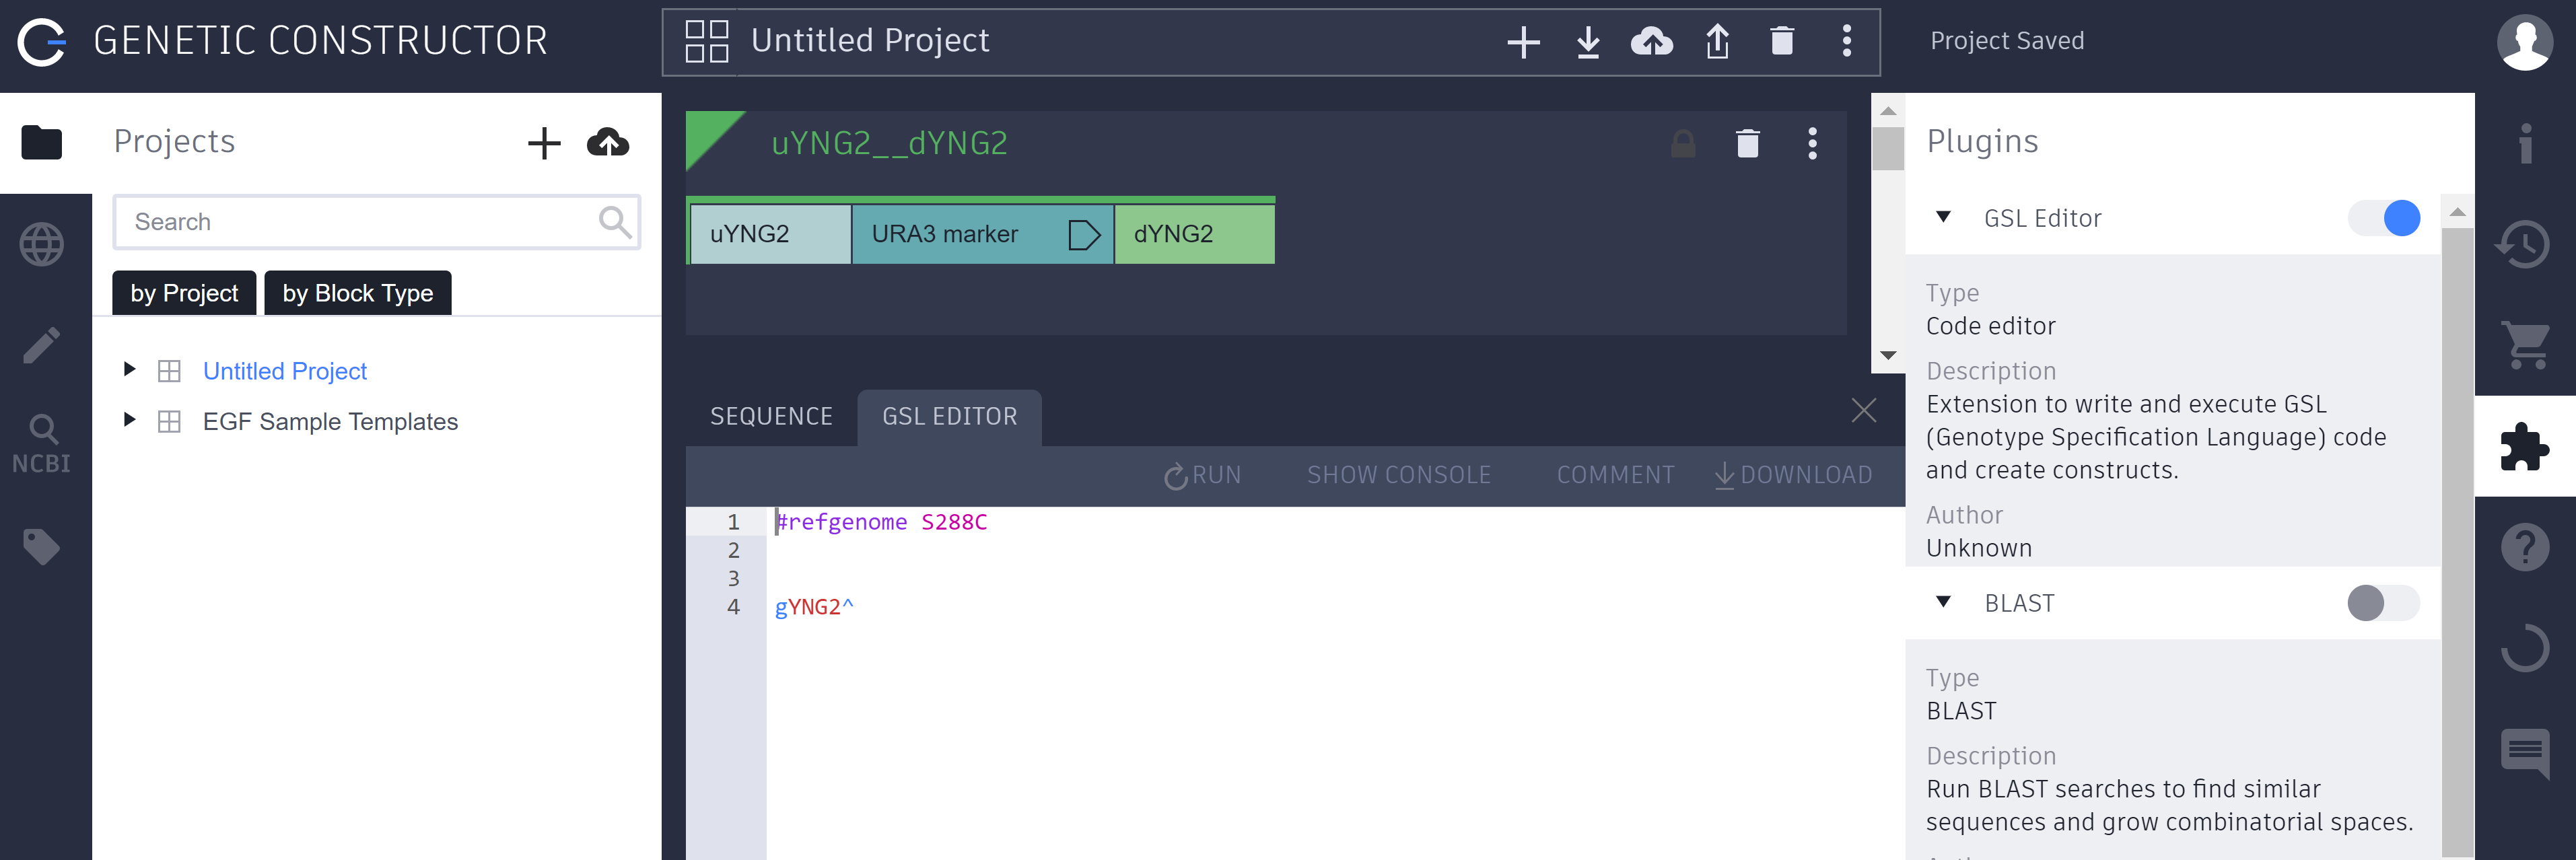 GENETIC CONSTRUCTOR
Untitled Project
Project Saved
Projects
Search
by Project
by Block Type
Untitled Project
EGF Sample Templates
NCBI
uYNG2__dYNG2
uYNG2
URA3 marker
dYNG2
SEQUENCE
GSL EDITOR
RUN
SHOW CONSOLE
COMMENT
DOWNLOAD
1 #refgenome S288C
2
3
4 gYNG2^
Plugins
GSL Editor
Type
Code editor
Description
Extension to write and execute GSL
(Genotype Specification Language) code
and create constructs.
Author
Unknown
BLAST
Type
BLAST
Description
Run BLAST searches to find similar
sequences and grow combinatorial spaces.